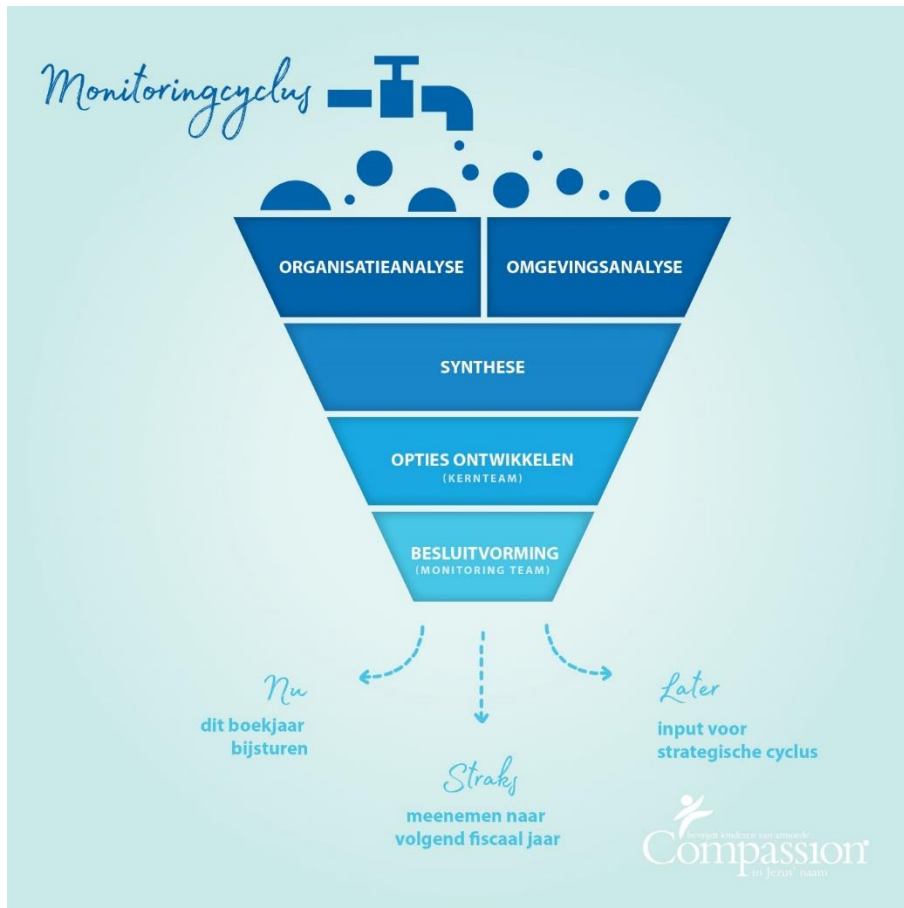 Monitoringcyclus
ORGANISATIEANALYSE
OMGEVINGSANALYSE
SYNTHESE
OPTIES ONTWIKKELEN
(KERNTEAM)
BESLUITVORMING
(MONITORING TEAM)
Nu
dit boekjaar
bijsturen
Straks
meenemen naar
volgend fiscaal jaar
Later
input voor
strategische cyclus
bevrijdt kinderen van armoede
Compassion®
in Jezus' naam